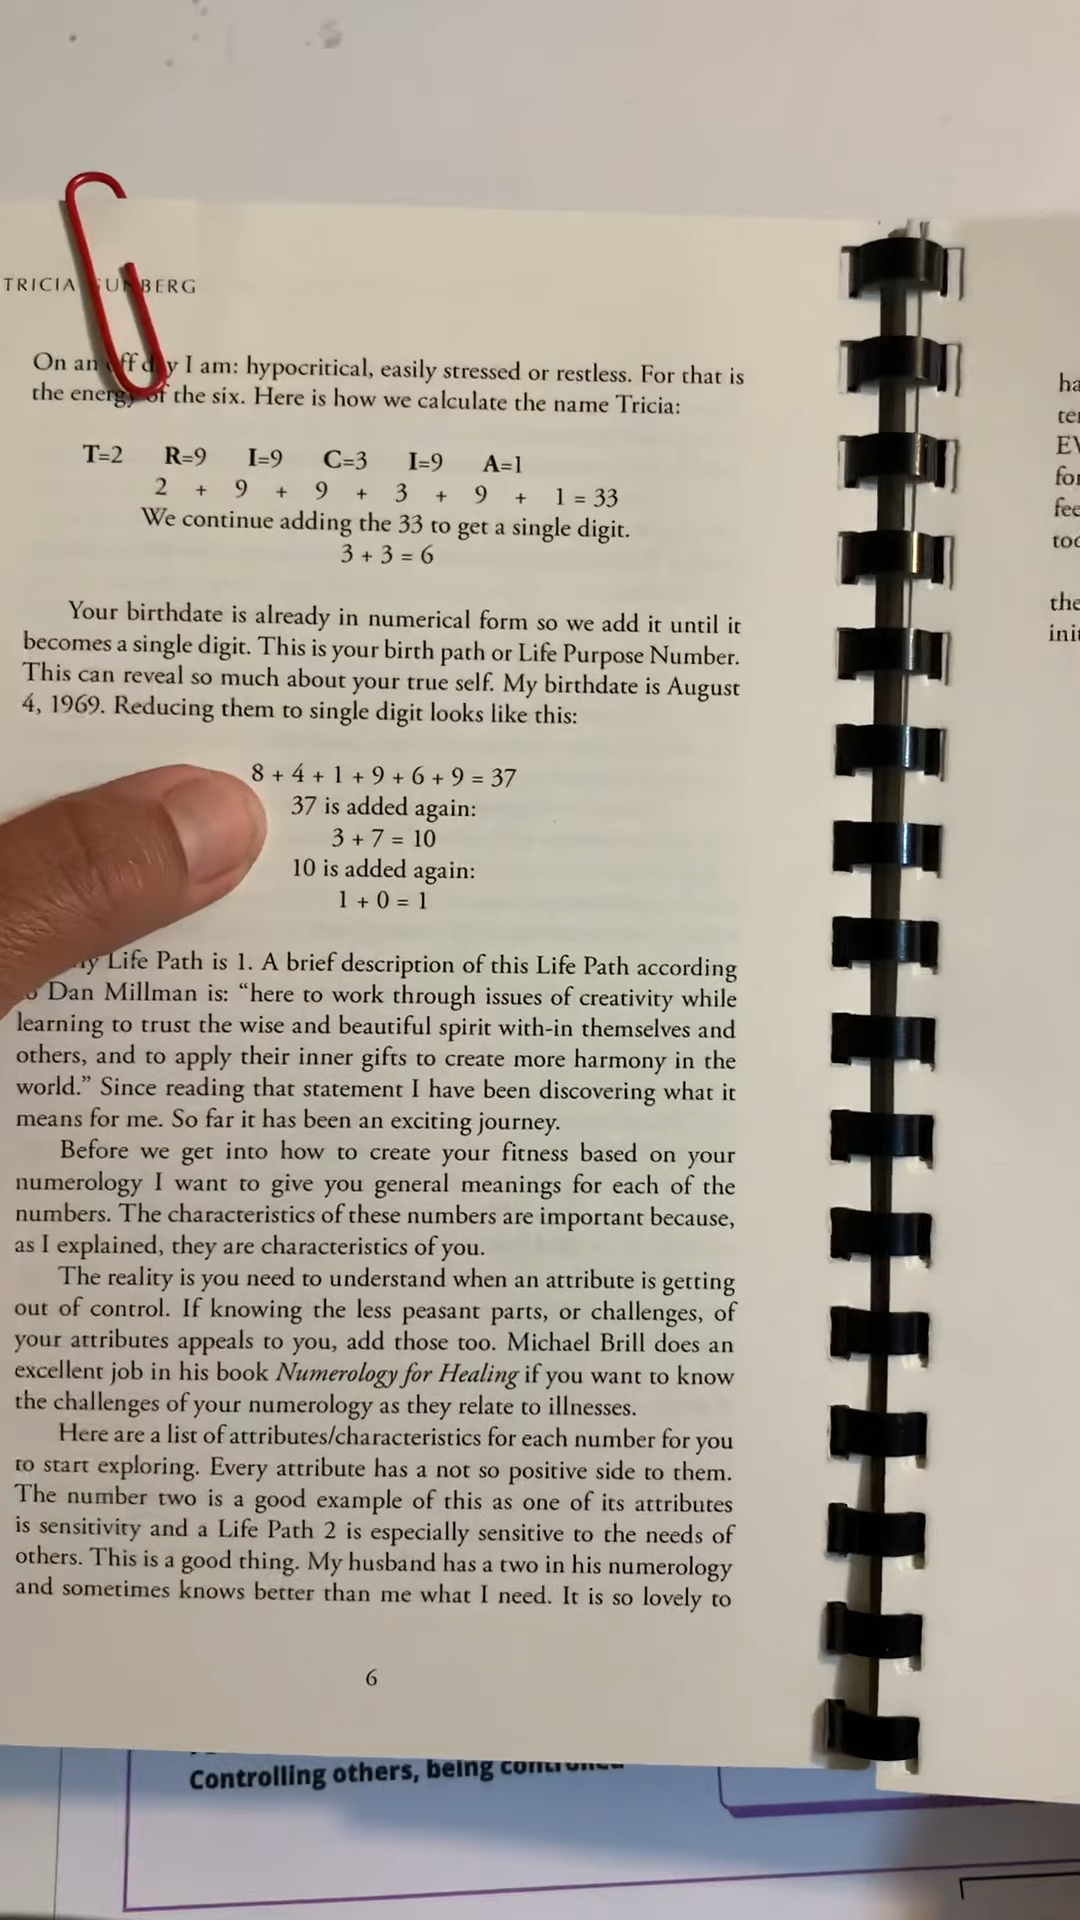 TRICIA BERG
On an day I am: hypocritical, easily stressed or restless. For that is
the energy of the six. Here is how we calculate the name Tricia:
T=2 R=9 I=9 C=3 I=9 A=1
2 + 9 + 9 + 3 + 9 + 1 = 33
We continue adding the 33 to get a single digit.
3 + 3 = 6
Your birthdate is already in numerical form so we add it until it
becomes a single digit. This is your birth path or Life Purpose Number.
This can reveal so much about your true self. My birthdate is August
4, 1969. Reducing them to single digit looks like this:
8 + 4 + 1 + 9 + 6 + 9 = 37
37 is added again:
3 + 7 = 10
10 is added again:
1 + 0 = 1
Life Path is 1. A brief description of this Life Path according
Dan Millman is: “here to work through issues of creativity while
learning to trust the wise and beautiful spirit with-in themselves and
others, and to apply their inner gifts to create more harmony in the
world.” Since reading that statement I have been discovering what it
means for me. So far it has been an exciting journey.
Before we get into how to create your fitness based on your
numerology I want to give you general meanings for each of the
numbers. The characteristics of these numbers are important because,
as I explained, they are characteristics of you.
The reality is you need to understand when an attribute is getting
out of control. If knowing the less peasant parts, or challenges, of
your attributes appeals to you, add those too. Michael Brill does an
excellent job in his book Numerology for Healing if you want to know
the challenges of your numerology as they relate to illnesses.
Here are a list of attributes/characteristics for each number for you
to start exploring. Every attribute has a not so positive side to them.
The number two is a good example of this as one of its attributes
is sensitivity and a Life Path 2 is especially sensitive to the needs of
others. This is a good thing. My husband has a two in his numerology
and sometimes knows better than me what I need. It is so lovely to
6
Controlling others, being controlled
the